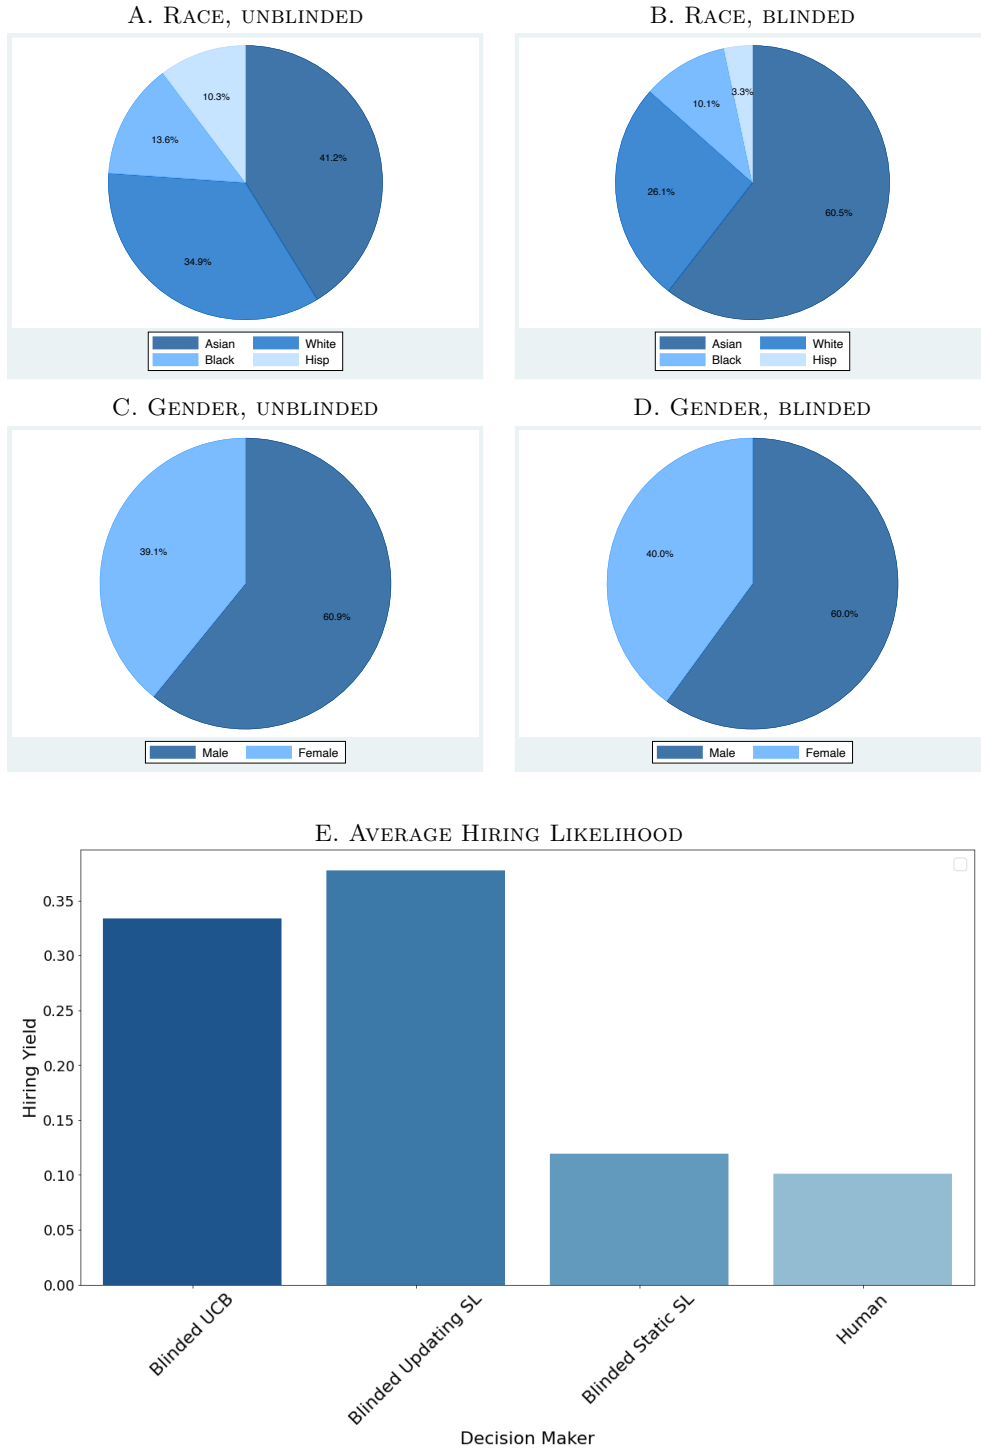 A. Race, unblinded
10.3%
13.6%
41.2%
34.9%
Asian White
Black Hisp
B. Race, blinded
3.3%
10.1%
26.1%
60.5%
Asian White
Black Hisp
C. Gender, unblinded
39.1%
60.9%
Male Female
D. Gender, blinded
40.0%
60.0%
Male Female
E. Average Hiring Likelihood
Hiring Yield
0.35
0.30
0.25
0.20
0.15
0.10
0.05
0.00
Blinded UCB
Blinded Updating SL
Blinded Static SL
Human
Decision Maker